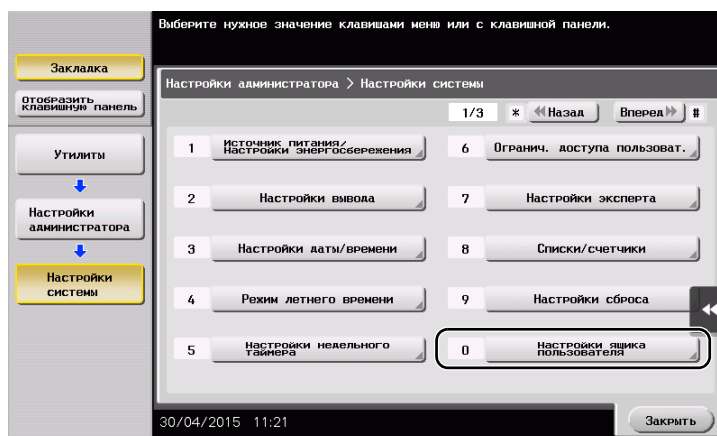 Выберите нужное значение клавишами меню или с клавишной панели.
Закладка
Отобразить
клавишную панель
Утилиты
Настройки
администратора
Настройки
системы
Настройки администратора > Настройки системы
1/3 * Назад Вперед #
1 Источник питания/
Настройки энергосбережения
6 Огранич. доступа пользоват.
2 Настройки вывода
7 Настройки эксперта
3 Настройки даты/времени
8 Списки/счетчики
4 Режим летнего времени
9 Настройки сброса
5 Настройки недельного
таймера
0 Настройки ящика
пользователя
30/04/2015 11:21
Закрыть